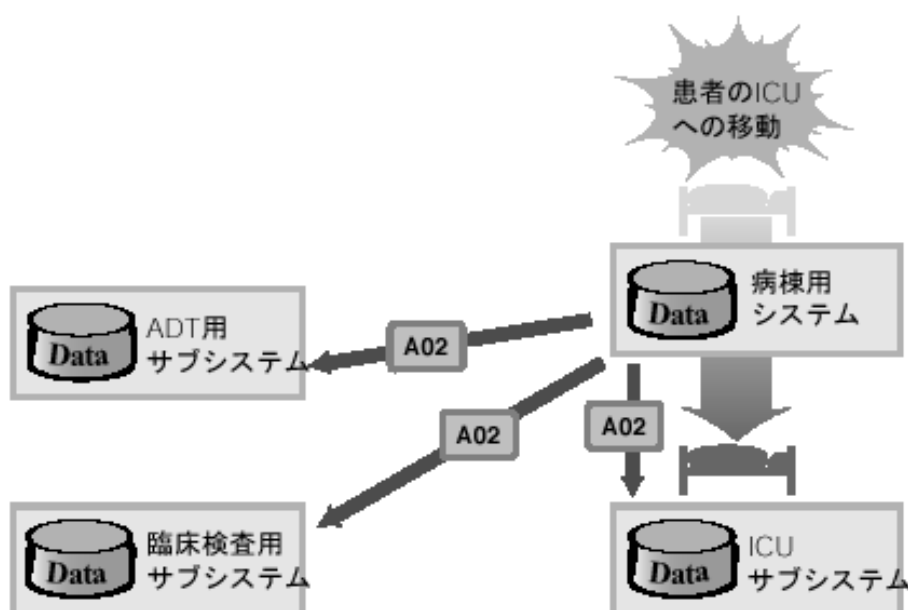 患者のICU
への移動
Data
病棟用
システム
Data
ADT用
サブシステム
A02
A02
A02
Data
臨床検査用
サブシステム
Data
ICU
サブシステム